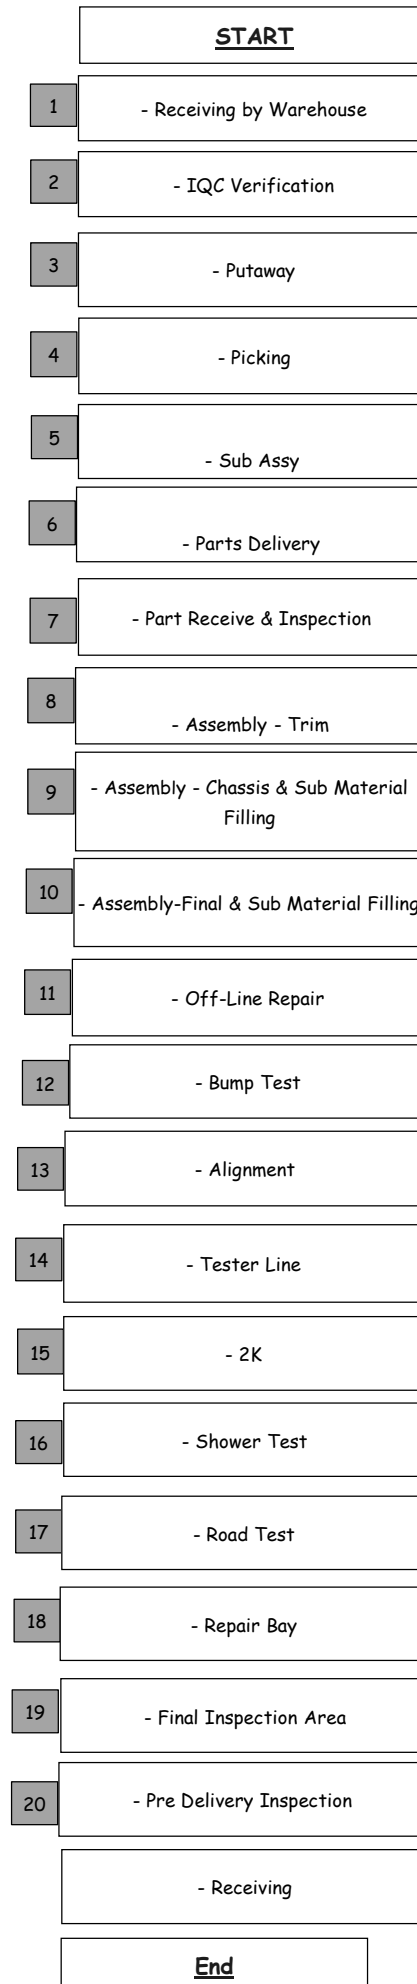 START
1
- Receiving by Warehouse
2
- IQC Verification
3
- Putaway
4
- Picking
5
- Sub Assy
6
- Parts Delivery
7
- Part Receive & Inspection
8
- Assembly - Trim
9
- Assembly - Chassis & Sub Material
Filling
10
- Assembly-Final & Sub Material Filling
11
- Off-Line Repair
12
- Bump Test
13
- Alignment
14
- Tester Line
15
- 2K
16
- Shower Test
17
- Road Test
18
- Repair Bay
19
- Final Inspection Area
20
- Pre Delivery Inspection
- Receiving
End